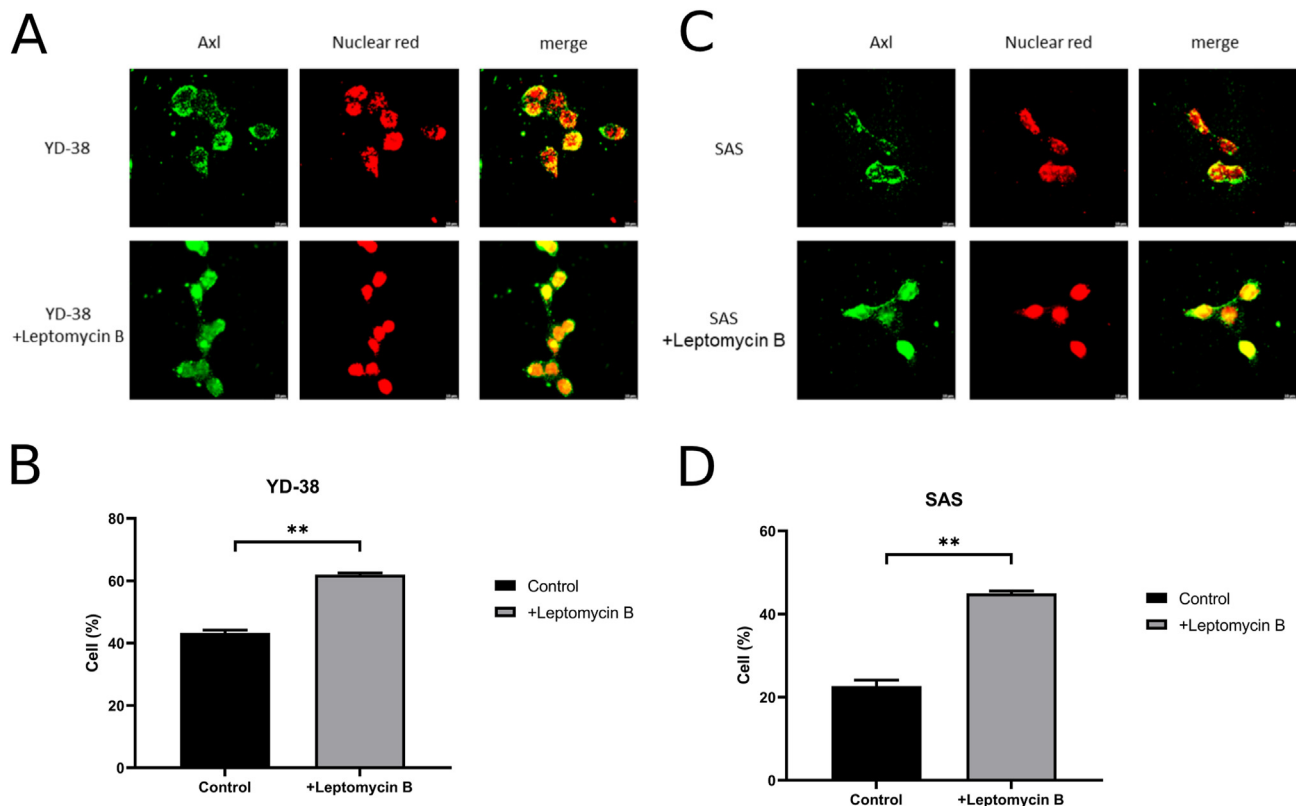 A
Axl
Nuclear red
merge
YD-38
YD-38
+Leptomycin B
C
Axl
Nuclear red
merge
SAS
SAS
+Leptomycin B
B
YD-38
80
60
40
20
0
Cell (%)
**
Control
+Leptomycin B
Control
+Leptomycin B
D
SAS
60
40
20
0
Cell (%)
**
Control
+Leptomycin B
Control
+Leptomycin B